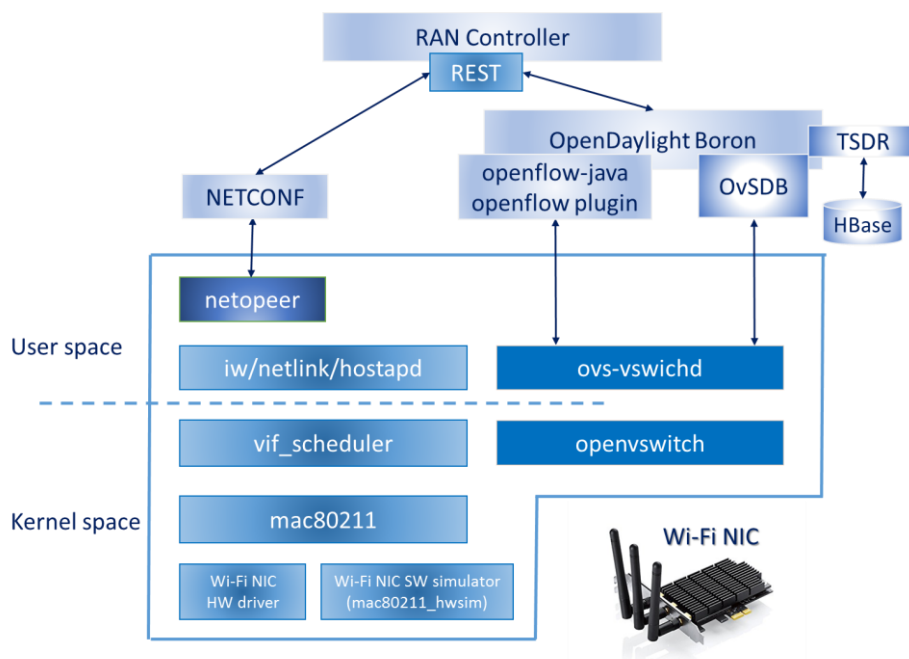 RAN Controller
REST
OpenDaylight Boron
TSDR
openflow-java
openflow plugin
OvSDB
NETCONF
HBase
netopeer
User space
iw/netlink/hostapd
ovs-vswichd
vif_scheduler
openvswitch
Kernel space
mac80211
Wi-Fi NIC
Wi-Fi NIC
HW driver
Wi-Fi NIC SW simulator
(mac80211_hwsim)